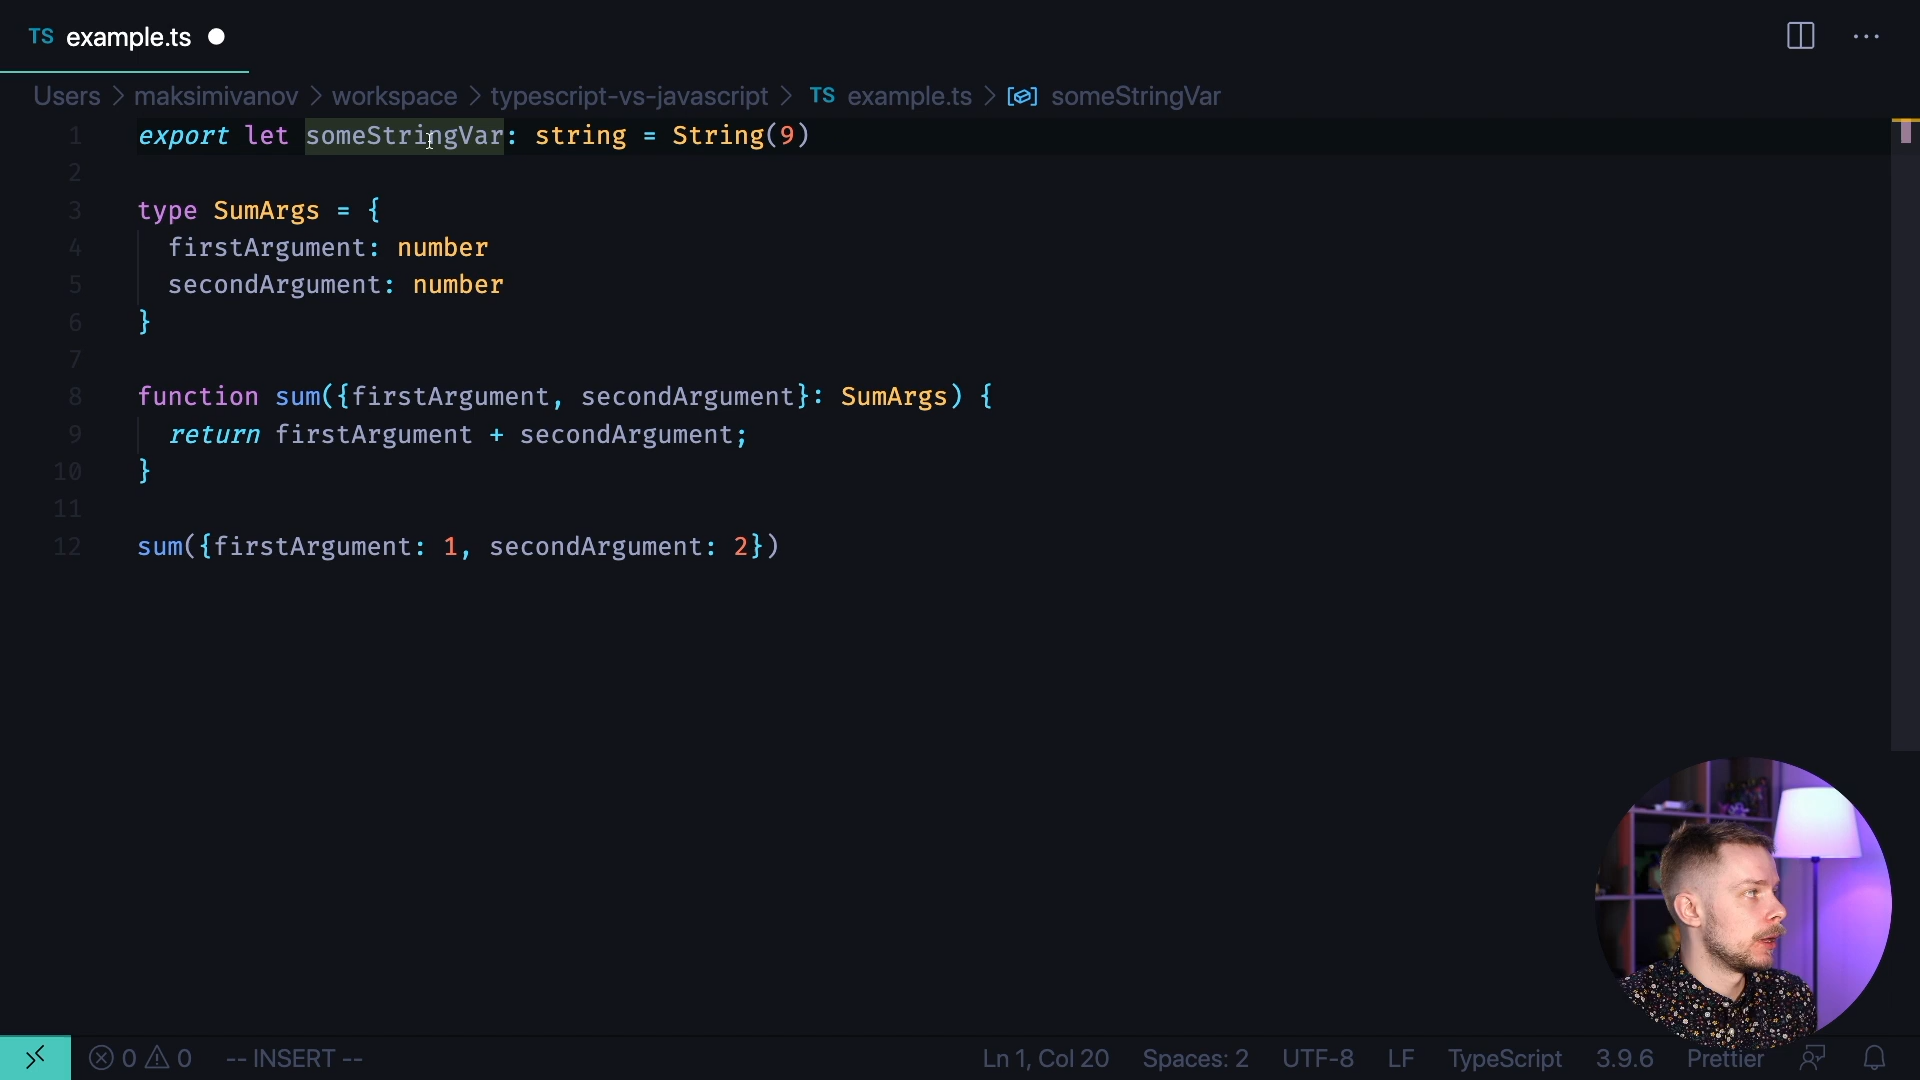 TS example.ts
Users > maksimivanov > workspace > typescript-vs-javascript > TS example.ts > someStringVar
1 export let someStringVar: string = String(9)
2
3 type SumArgs = {
4 firstArgument: number
5 secondArgument: number
6 }
7
8 function sum({firstArgument, secondArgument}: SumArgs) {
9 return firstArgument + secondArgument;
10 }
11
12 sum({firstArgument: 1, secondArgument: 2})
0 0 -- INSERT -- Ln 1, Col 20 Spaces: 2 UTF-8 LF TypeScript 3.9.6 Prettier